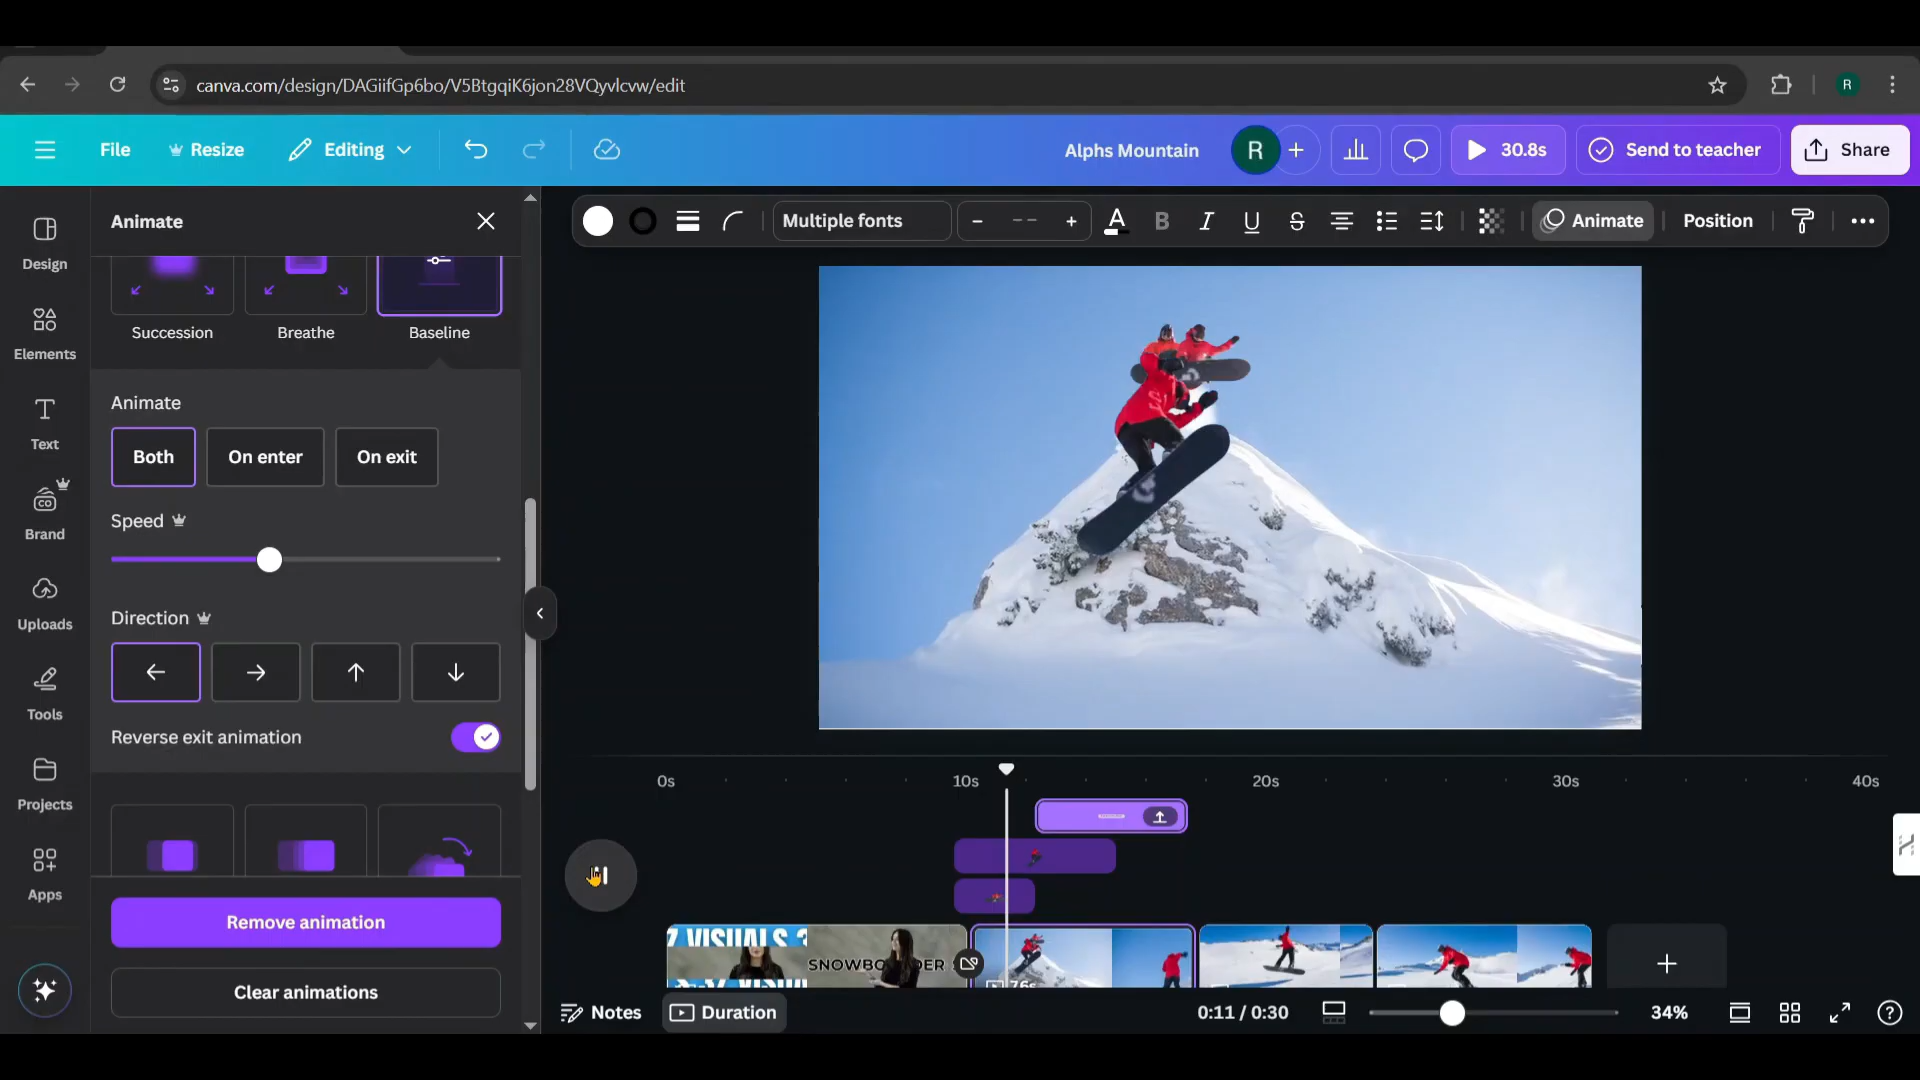 canva.com/design/DAGiifGp6bo/V5BtgqiK6jon28VQyvlcvw/edit
R
File
Resize
Editing
Alphs Mountain
R
30.8s
Send to teacher
Share
Animate
Multiple fonts
- -
A
B
I
U
S
Animate
Position
Design
Elements
Text
Brand
Uploads
Tools
Projects
Apps
Succession
Breathe
Baseline
Animate
Both
On enter
On exit
Speed
Direction
Reverse exit animation
Remove animation
Clear animations
0s
10s
20s
30s
40s
SNOWBOARDER
Notes
Duration
0:11 / 0:30
34%